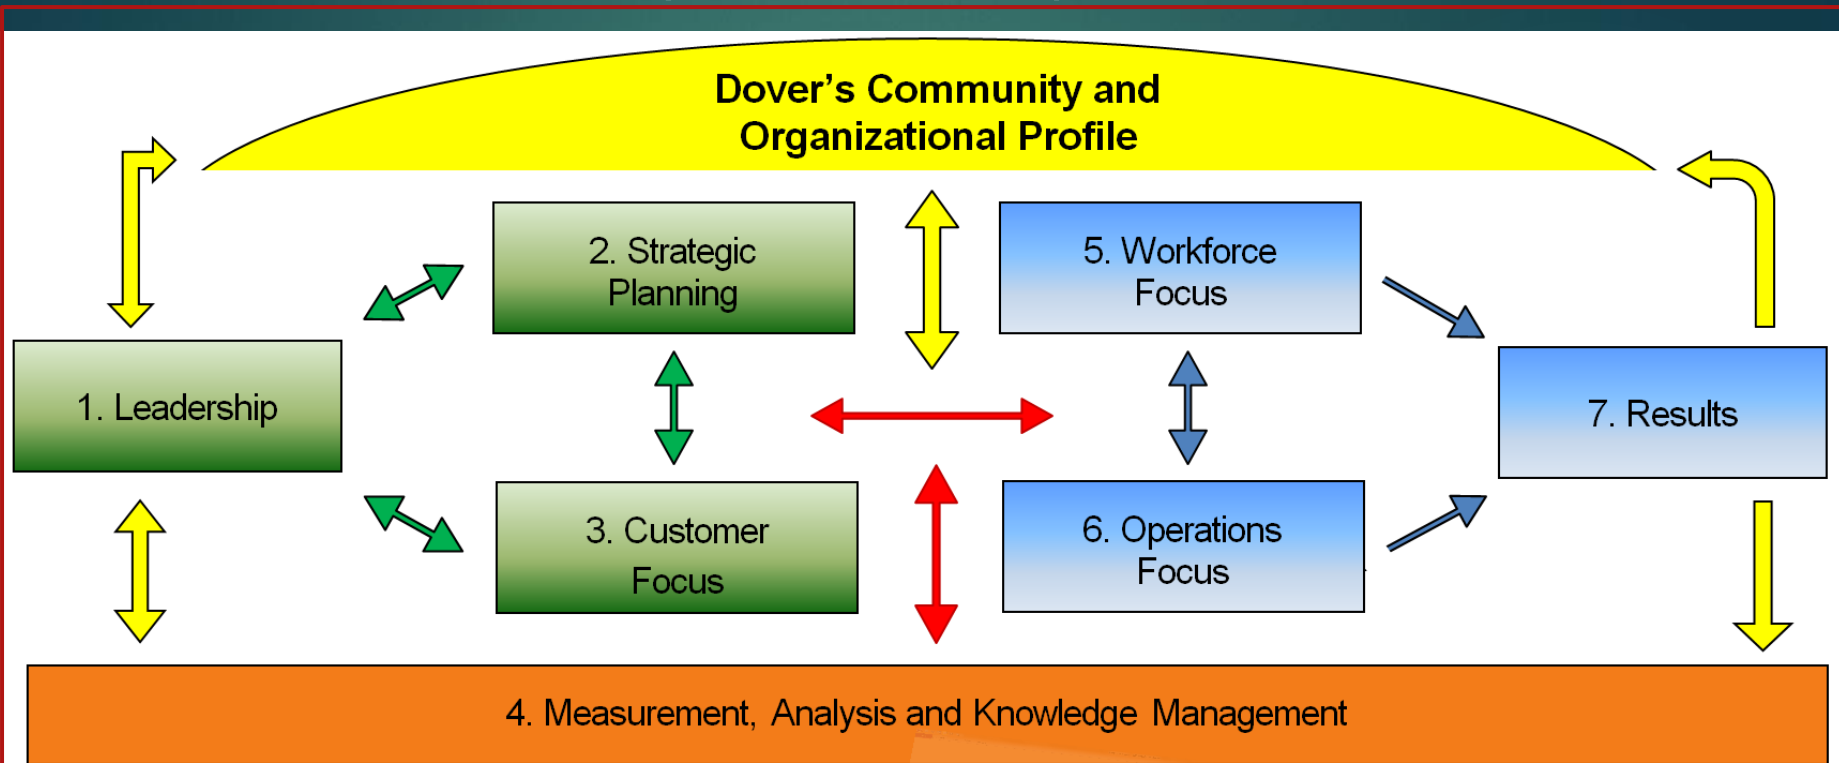 Dover’s Community and
Organizational Profile
2. Strategic
Planning
5. Workforce
Focus
1. Leadership
7. Results
3. Customer
Focus
6. Operations
Focus
4. Measurement, Analysis and Knowledge Management